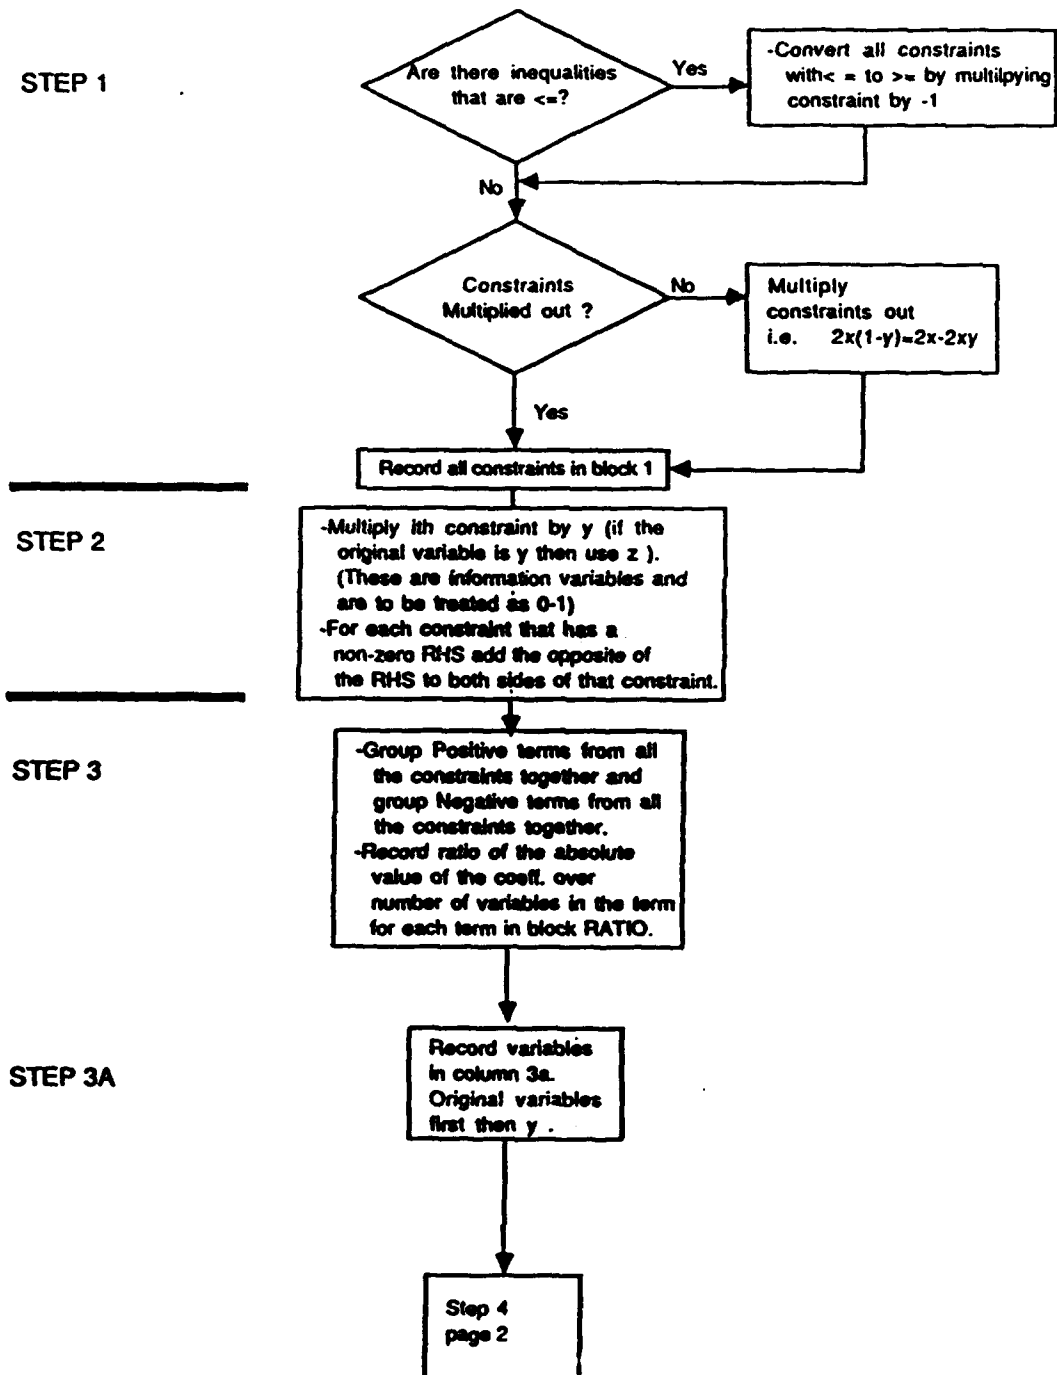 STEP 1
Are there inequalities
that are <=?
Yes
-Convert all constraints
with< = to >= by multilpying
constraint by -1
No
Constraints
Multiplied out ?
No
Multiply
constraints out
i.e. 2x(1-y)=2x-2xy
Yes
Record all constraints in block 1
STEP 2
-Multiply ith constraint by y (if the
original variable is y then use z ).
(These are information variables and
are to be treated as 0-1)
-For each constraint that has a
non-zero RHS add the opposite of
the RHS to both sides of that constraint.
STEP 3
-Group Positive terms from all
the constraints together and
group Negative terms from all
the constraints together.
-Record ratio of the absolute
value of the coeff. over
number of variables in the term
for each term in block RATIO.
STEP 3A
Record variables
in column 3a.
Original variables
first then y .
Step 4
page 2